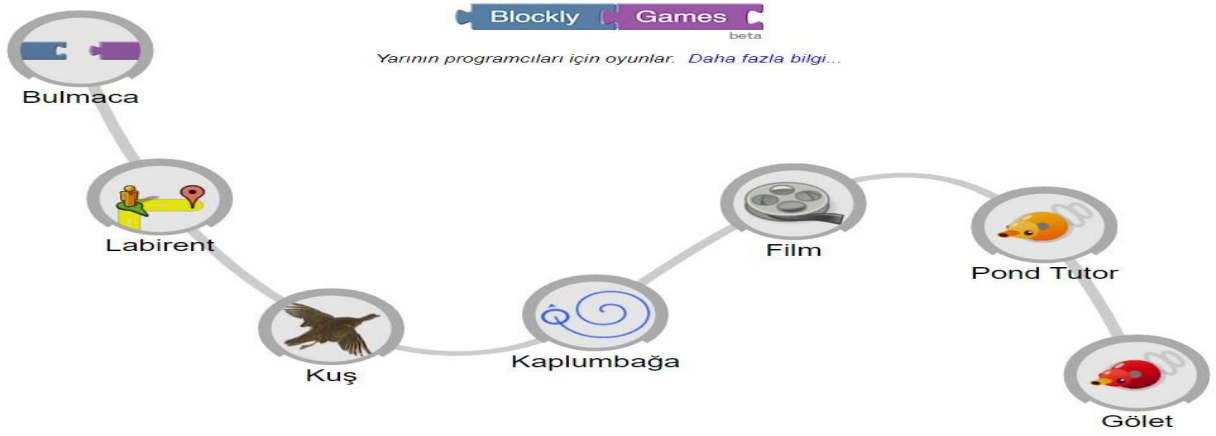 Blockly Games
beta
Yarının programcıları için oyunlar. Daha fazla bilgi...
Bulmaca
Labirent
Kuş
Kaplumbağa
Film
Pond Tutor
Gölet